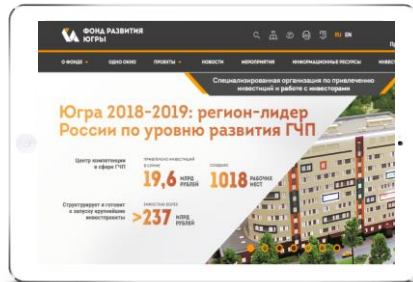 ФОНД РАЗВИТИЯ
ЮГРЫ
RU EN
О ФОНДЕ
ОДНО ОКНО
ПРОЕКТЫ
НОВОСТИ
МЕРОПРИЯТИЯ
ИНФОРМАЦИОННЫЕ РЕСУРСЫ
Специализированная организация по привлечению
инвестиций и работе с инвесторами
Югра 2018-2019: регион-лидер
России по уровню развития ГЧП
Центр компетенции
в сфере ГЧП
ПРИВЛЕЧЕНО ИНВЕСТИЦИЙ
19,6 МЛРД
РУБЛЕЙ
СОЗДАНО
1018 РАБОЧИХ
МЕСТ
Структурирует и готовит
к запуску крупнейшие
инвестпроекты
>237 МЛРД
РУБЛЕЙ